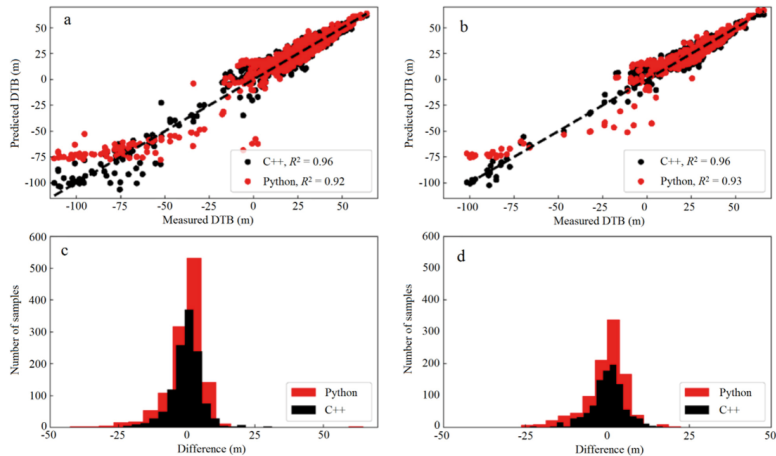 a
Predicted DTB (m)
50
25
0
-25
-50
-75
-100
C++, R² = 0.96
Python, R² = 0.92
-100
-75
-50
-25
0
25
50
Measured DTB (m)
b
Predicted DTB (m)
50
25
0
-25
-50
-75
-100
C++, R² = 0.96
Python, R² = 0.93
-100
-75
-50
-25
0
25
50
Measured DTB (m)
c
Number of samples
600
500
400
300
200
100
0
Python
C++
-50
-25
0
25
50
Difference (m)
d
Number of samples
600
500
400
300
200
100
0
Python
C++
-50
-25
0
25
50
Difference (m)